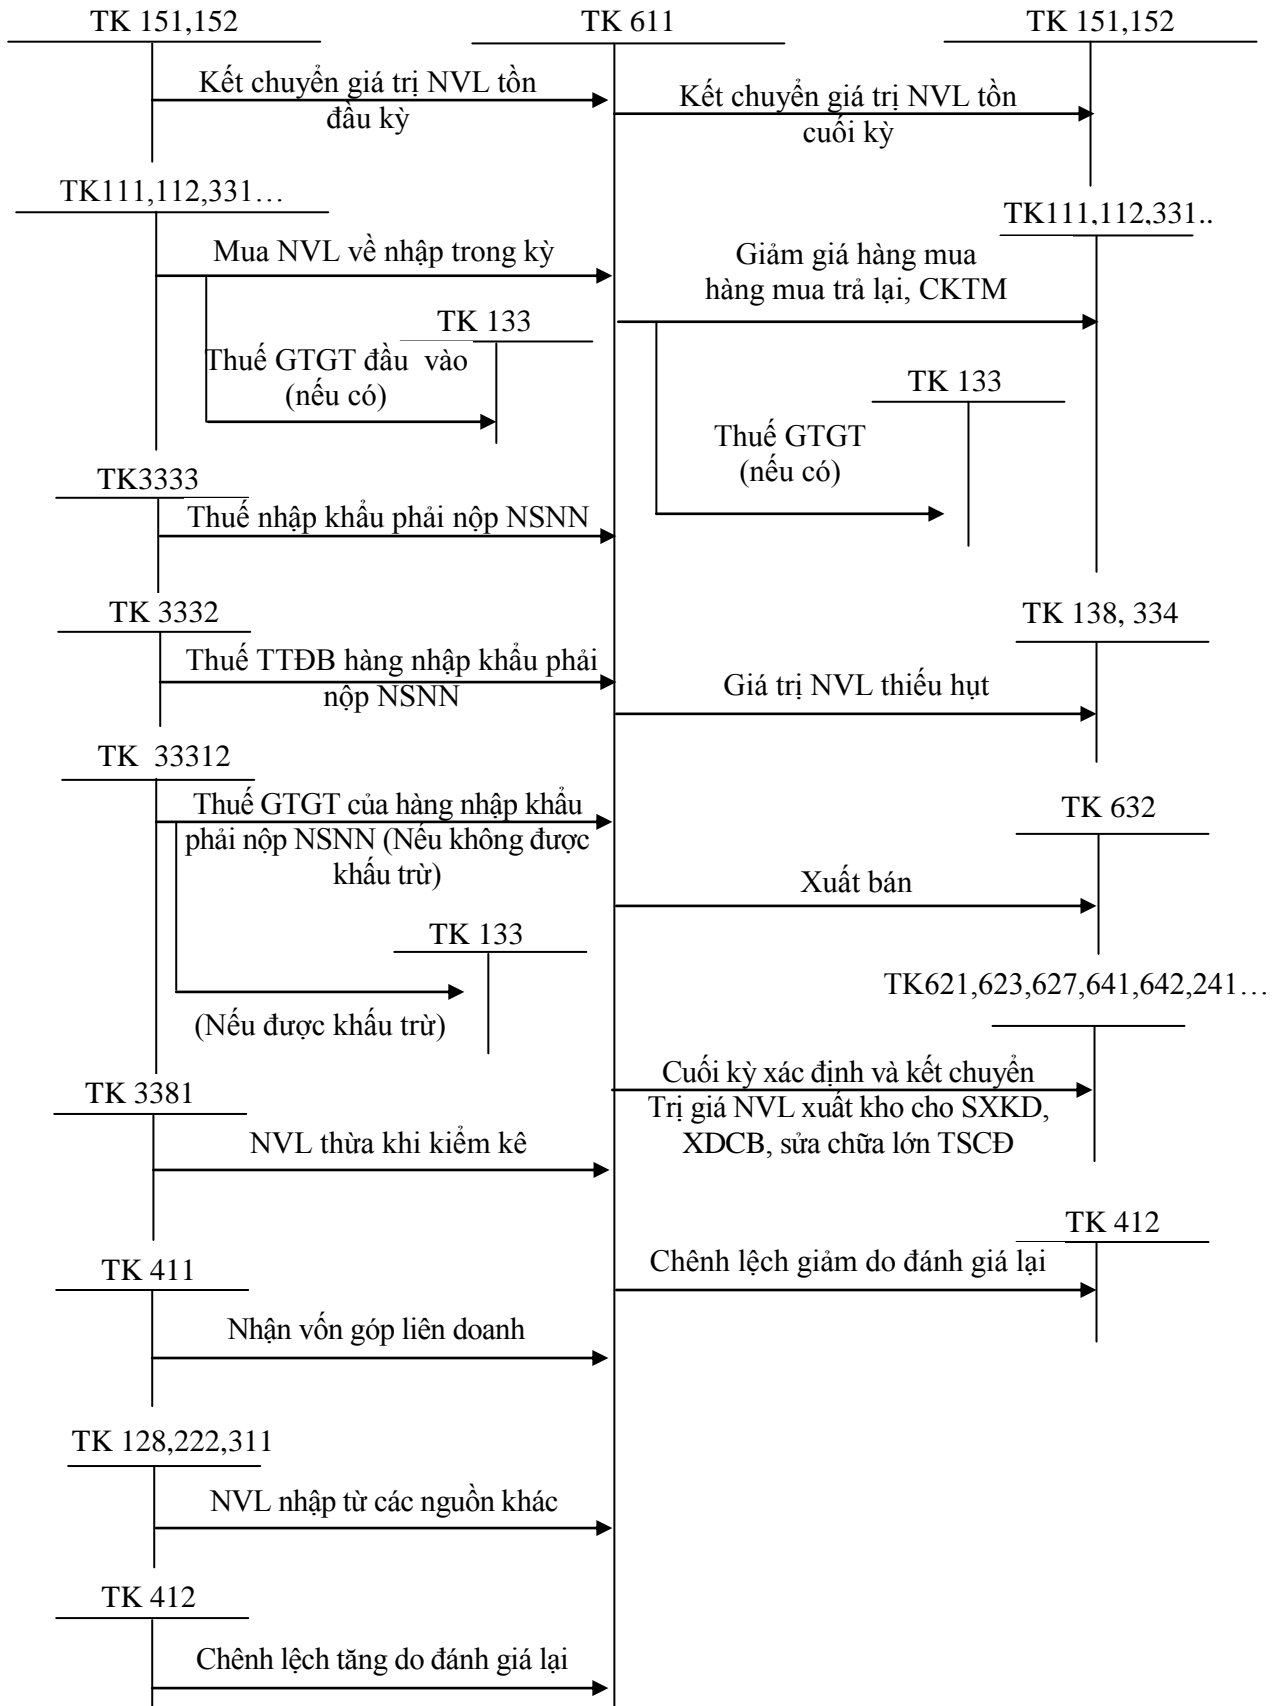 TK 151,152
TK 611
TK 151,152
Kết chuyển giá trị NVL tồn
đầu kỳ
Kết chuyển giá trị NVL tồn
cuối kỳ
TK111,112,331…
TK111,112,331..
Mua NVL về nhập trong kỳ
Giảm giá hàng mua
hàng mua trả lại, CKTM
TK 133
Thuế GTGT đầu vào
(nếu có)
TK 133
Thuế GTGT
(nếu có)
TK3333
Thuế nhập khẩu phải nộp NSNN
TK 3332
Thuế TTĐB hàng nhập khẩu phải
nộp NSNN
TK 138, 334
Giá trị NVL thiếu hụt
TK 33312
Thuế GTGT của hàng nhập khẩu
phải nộp NSNN (Nếu không được
khấu trừ)
TK 632
Xuất bán
TK 133
(Nếu được khấu trừ)
TK621,623,627,641,642,241…
Cuối kỳ xác định và kết chuyển
Trị giá NVL xuất kho cho SXKD,
XDCB, sửa chữa lớn TSCĐ
TK 3381
NVL thừa khi kiểm kê
TK 412
Chênh lệch giảm do đánh giá lại
TK 411
Nhận vốn góp liên doanh
TK 128,222,311
NVL nhập từ các nguồn khác
TK 412
Chênh lệch tăng do đánh giá lại